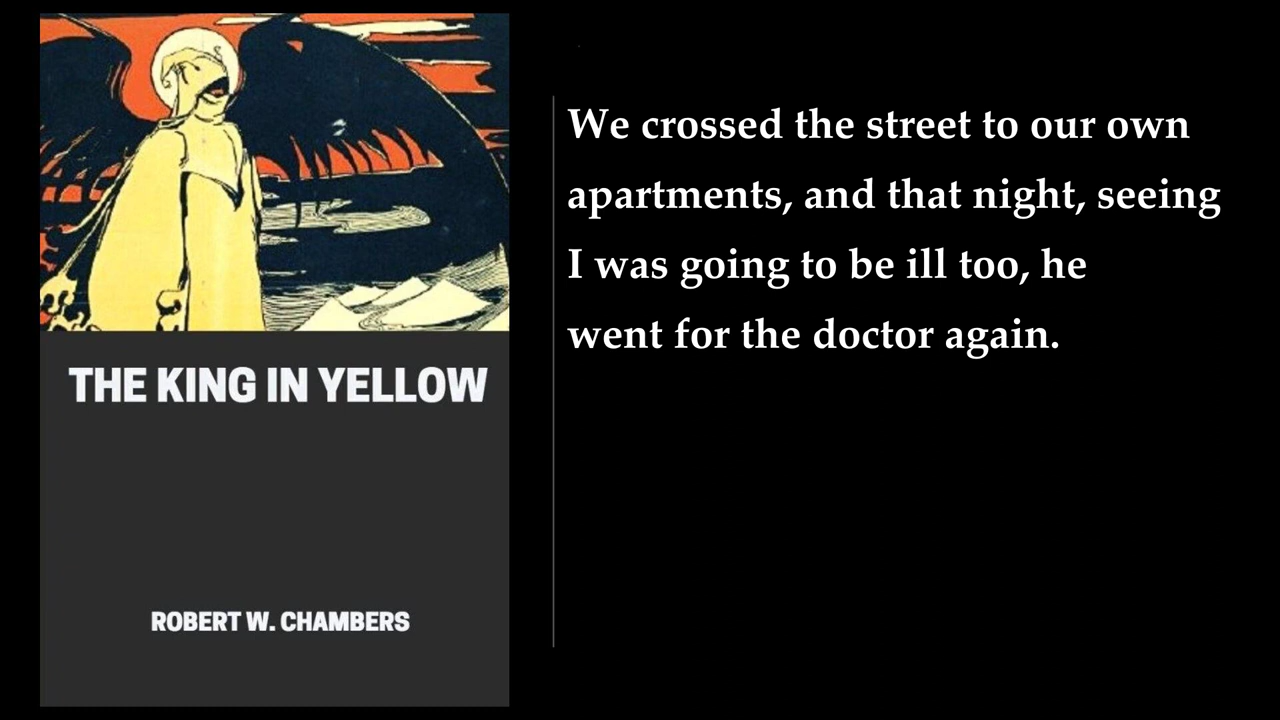 THE KING IN YELLOW
ROBERT W. CHAMBERS
We crossed the street to our own
apartments, and that night, seeing
I was going to be ill too, he
went for the doctor again.